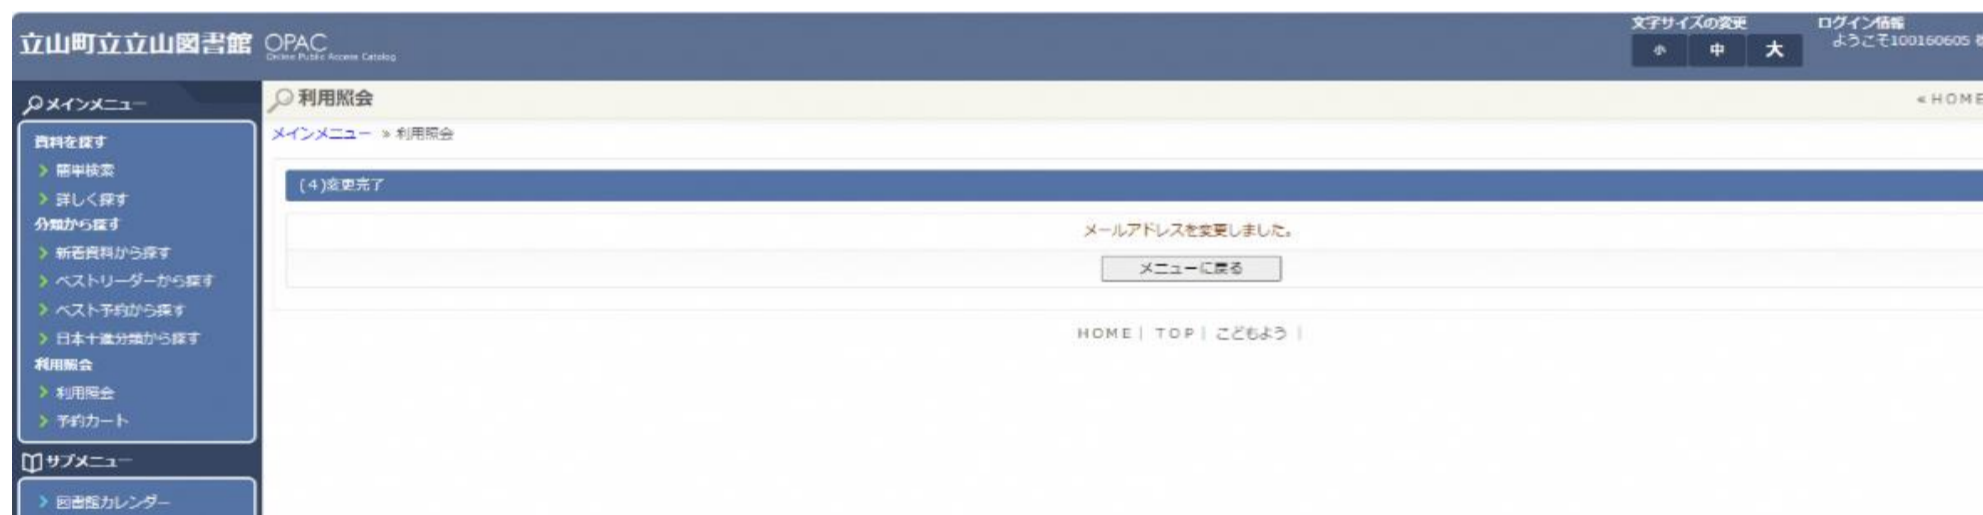 立山町立立山図書館 OPAC
Online Public Access Catalog
文字サイズの変更
小 中 大
ログイン情報
ようこそ100160605
メインメニュー
資料を探す
簡単検索
詳しく探す
分類から探す
新着資料から探す
ベストリーダーから探す
ベスト予約から探す
日本十進分類から探す
利用照会
利用照会
予約カート
サブメニュー
図書館カレンダー
利用照会
«HOME
メインメニュー » 利用照会
(4)変更完了
メールアドレスを変更しました。
メニューに戻る
HOME| TOP| こどもよう |